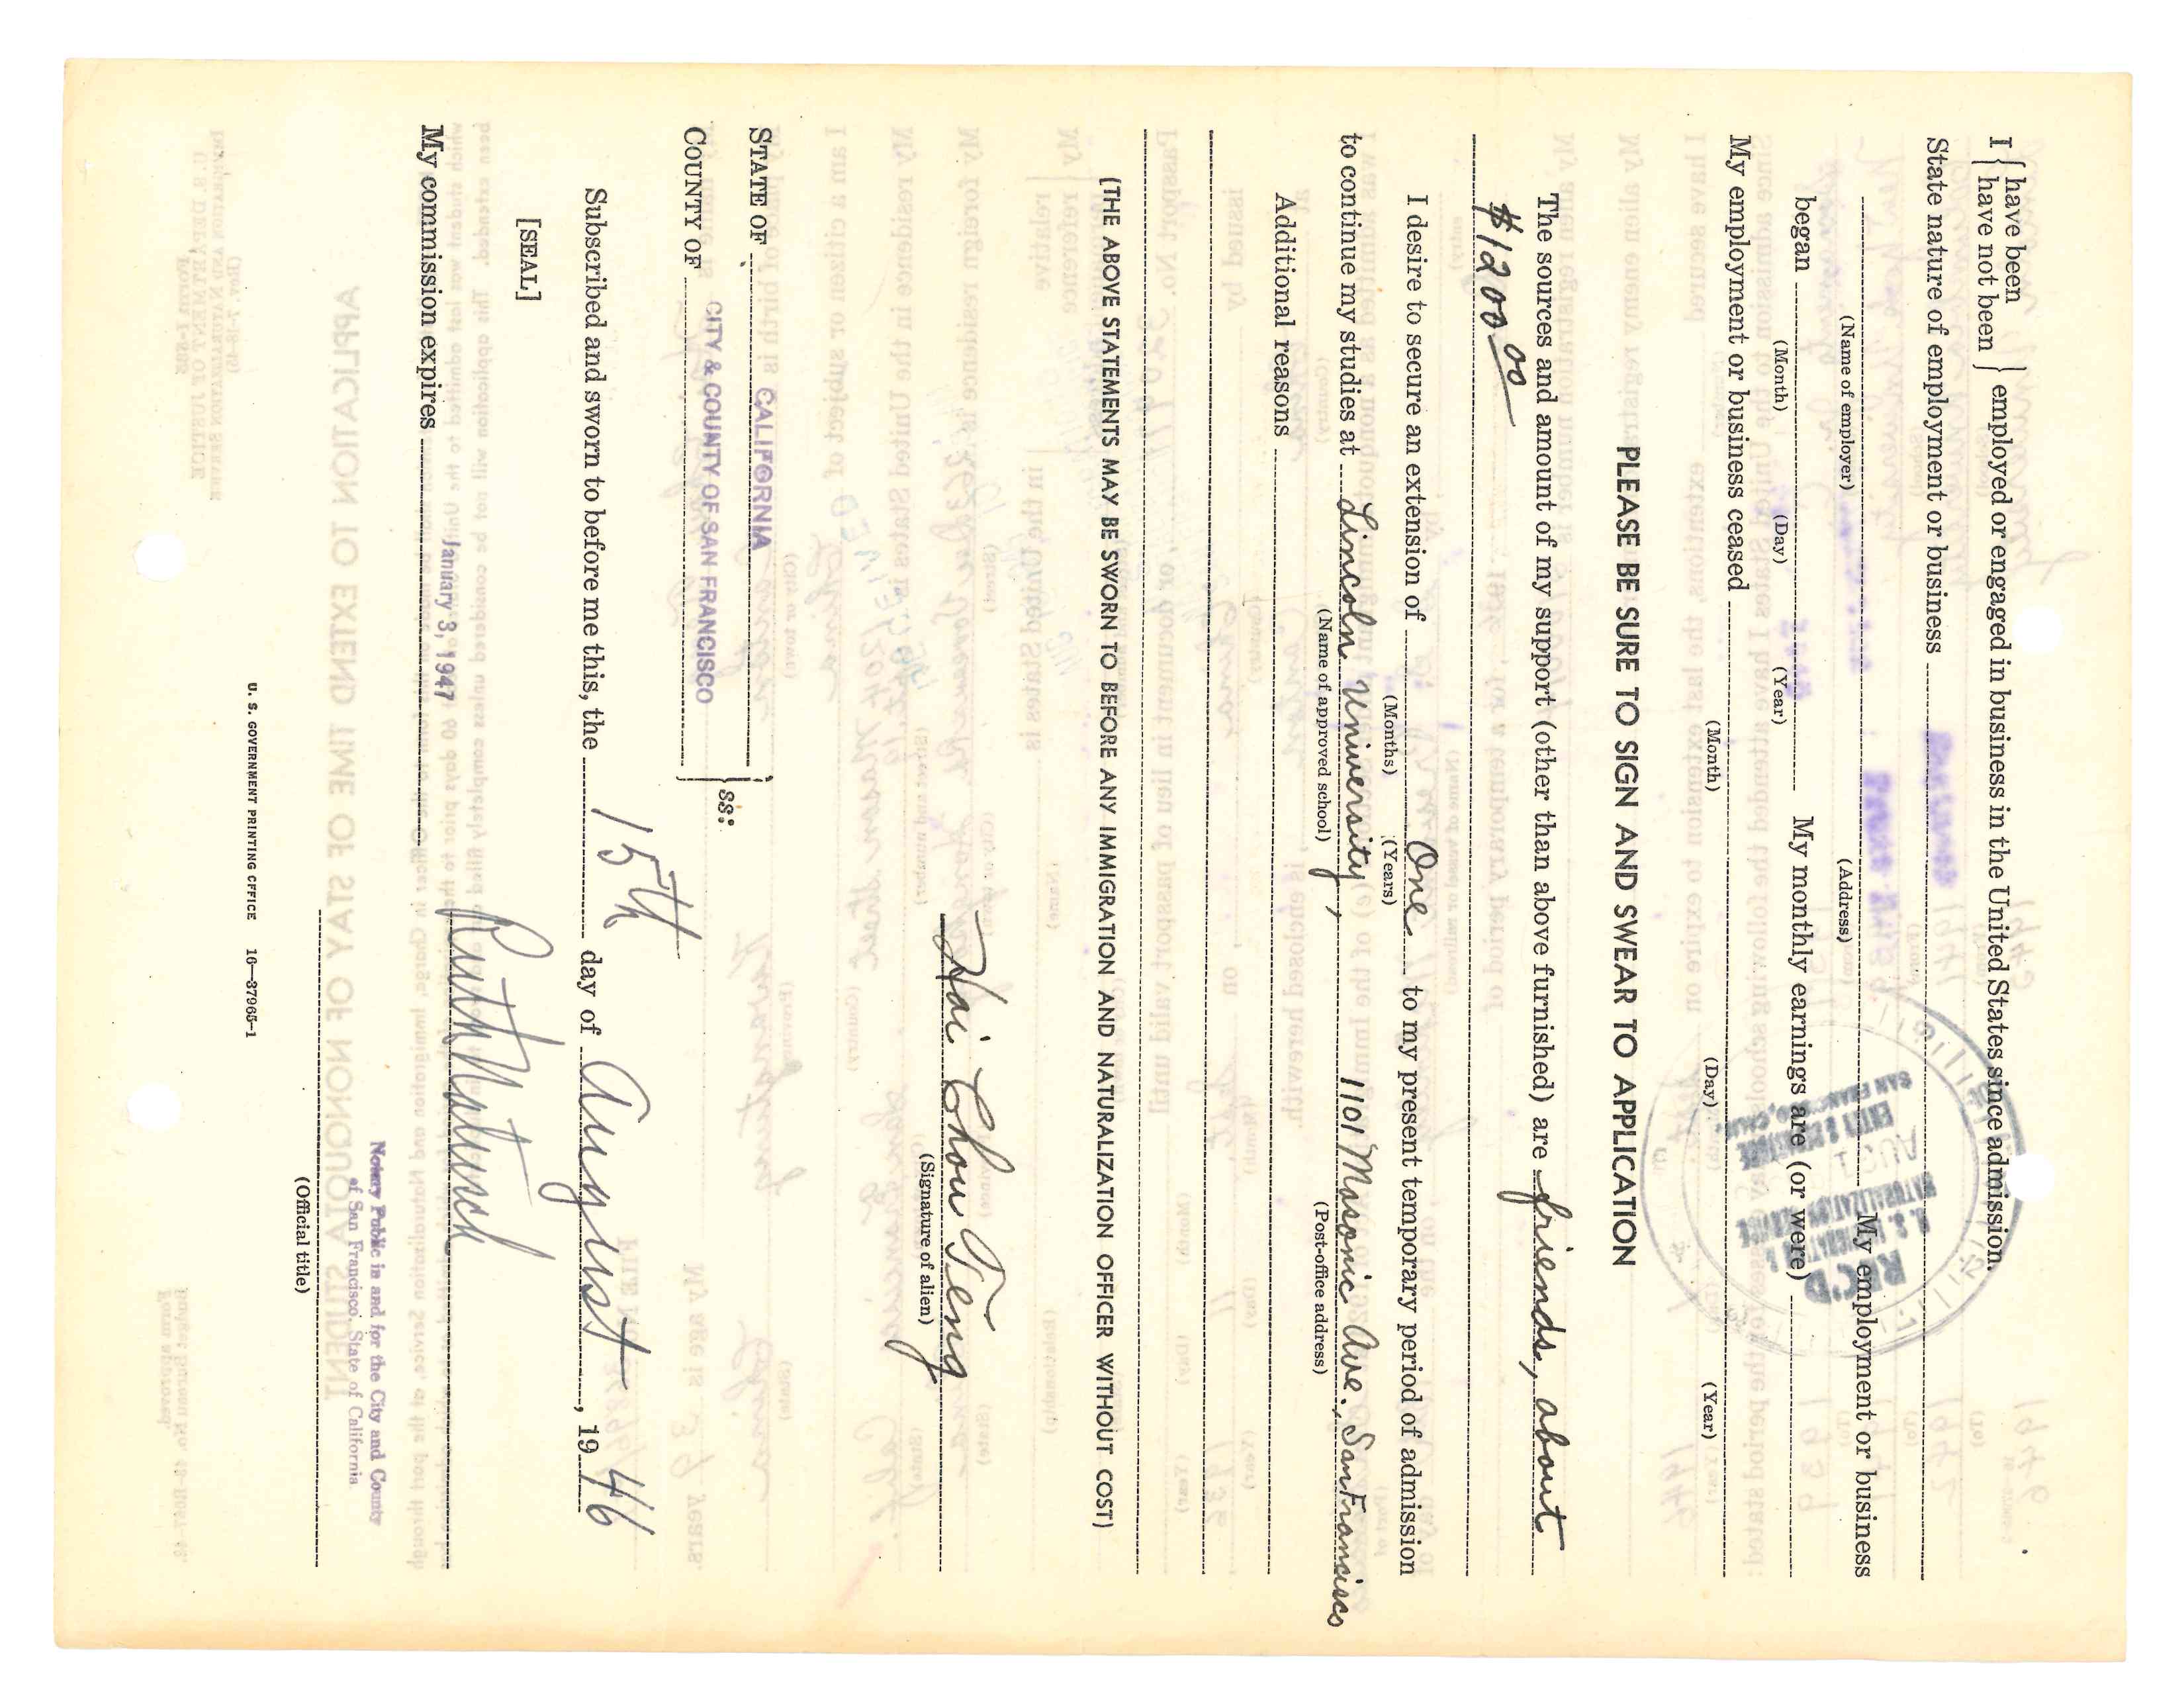 I { have been
have not been } employed or engaged in business in the United States since admission.
State nature of employment or business
(Name of employer) (Address) My employment or business
began (Month) (Day) (Year) My monthly earnings are (or were)
My employment or business ceased (Month) (Day) (Year)
REC'D
U. S. IMMIGRATION &
NATURALIZATION SERVICE
AUG
SAN FRANCISCO, CALIF.
PLEASE BE SURE TO SIGN AND SWEAR TO APPLICATION
The sources and amount of my support (other than above furnished) are friends, about
$1200 00
I desire to secure an extension of One to my present temporary period of admission
(Months) (Years)
to continue my studies at Lincoln University, 1101 Masonic Ave., San Francisco
(Name of approved school) (Post-office address)
Additional reasons
(THE ABOVE STATEMENTS MAY BE SWORN TO BEFORE ANY IMMIGRATION AND NATURALIZATION OFFICER WITHOUT COST)
Hai Chou Teng
(Signature of alien)
STATE OF CALIFORNIA
ss:
COUNTY OF CITY & COUNTY OF SAN FRANCISCO
Subscribed and sworn to before me this, the 15th day of August, 1946
[SEAL]
Ruth Naturch
My commission expires January 3, 1947
Notary Public in and for the City and County
of San Francisco, State of California
(Official title)
U. S. GOVERNMENT PRINTING OFFICE 16—37965-1